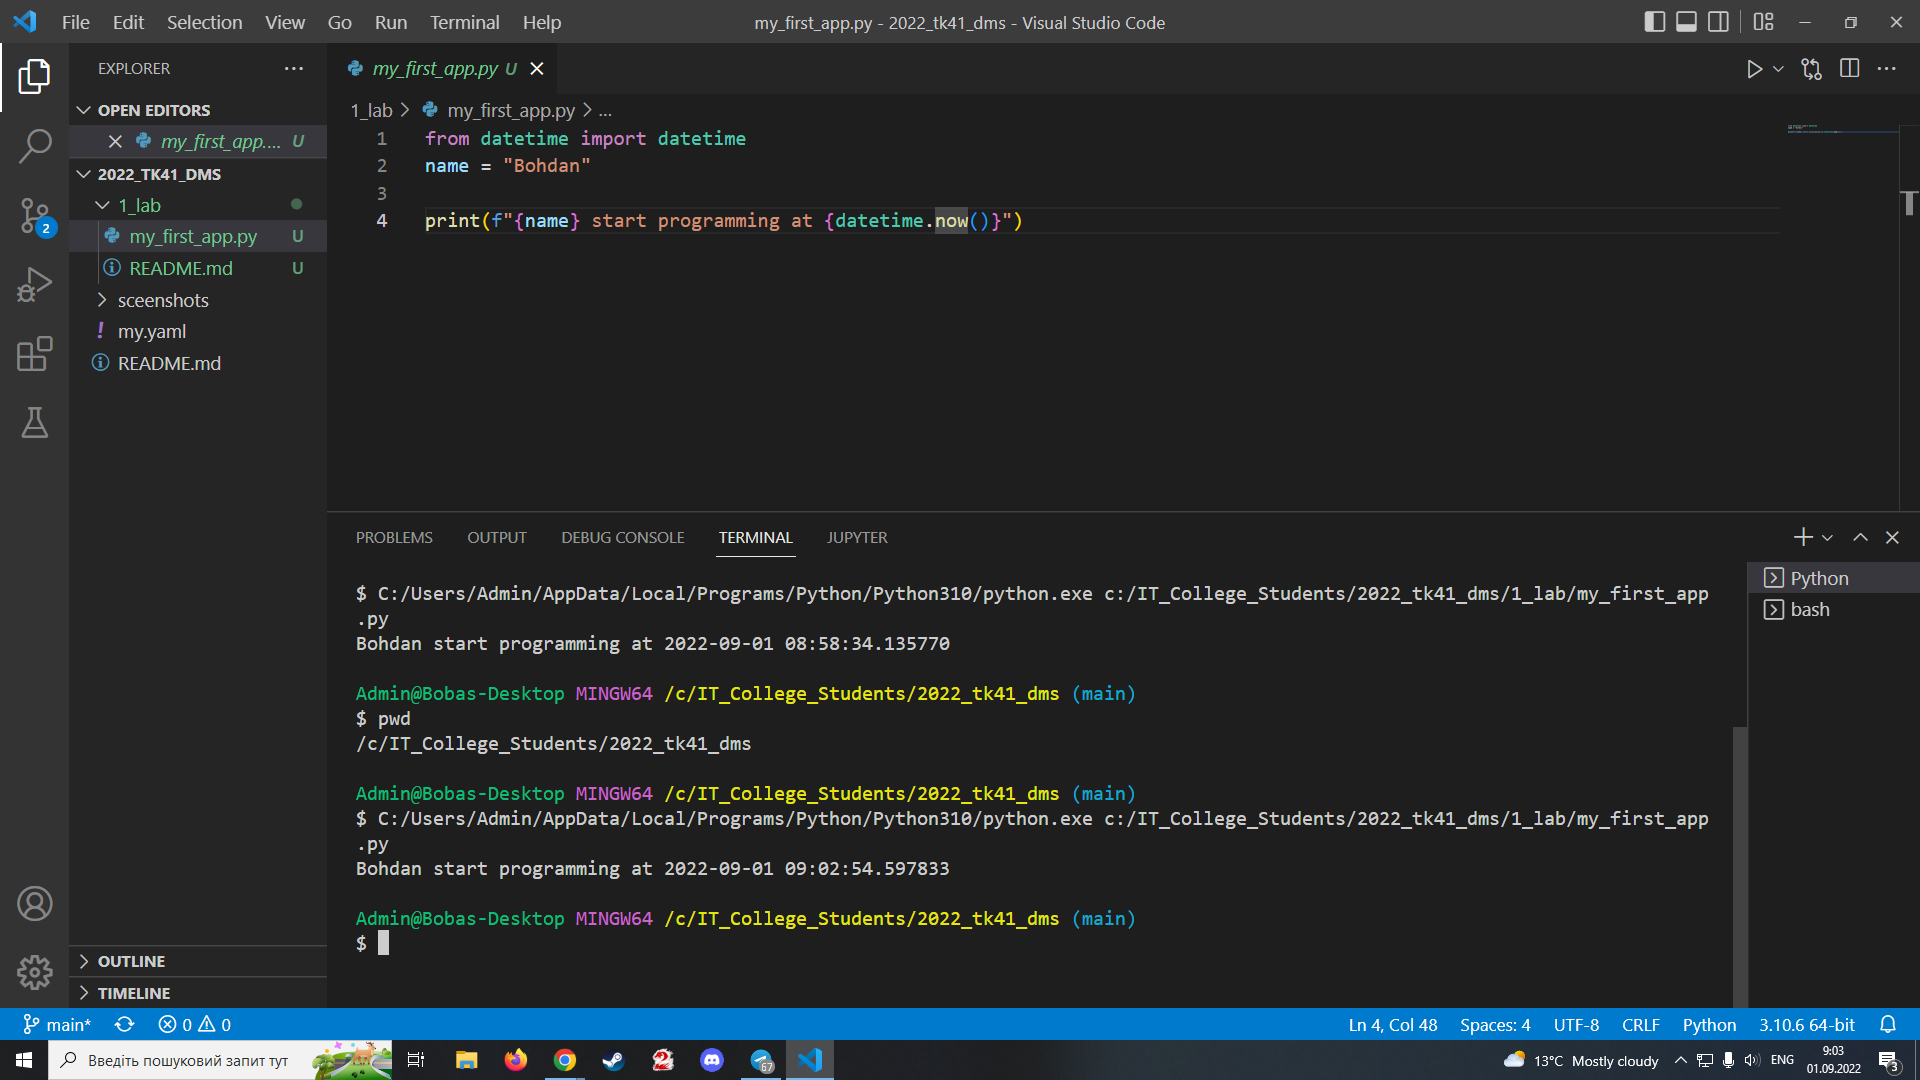 File Edit Selection View Go Run Terminal Help
my_first_app.py - 2022_tk41_dms - Visual Studio Code
EXPLORER
OPEN EDITORS
my_first_app.... U
2022_TK41_DMS
1_lab
my_first_app.py U
README.md U
sceenshots
! my.yaml
README.md
OUTLINE
TIMELINE
2
my_first_app.py U
1_lab > my_first_app.py > ...
1 from datetime import datetime
2 name = "Bohdan"
3
4 print(f"{name} start programming at {datetime.now()}")
PROBLEMS OUTPUT DEBUG CONSOLE TERMINAL JUPYTER
$ C:/Users/Admin/AppData/Local/Programs/Python/Python310/python.exe c:/IT_College_Students/2022_tk41_dms/1_lab/my_first_app
.py
Bohdan start programming at 2022-09-01 08:58:34.135770
Admin@Bobas-Desktop MINGW64 /c/IT_College_Students/2022_tk41_dms (main)
$ pwd
/c/IT_College_Students/2022_tk41_dms
Admin@Bobas-Desktop MINGW64 /c/IT_College_Students/2022_tk41_dms (main)
$ C:/Users/Admin/AppData/Local/Programs/Python/Python310/python.exe c:/IT_College_Students/2022_tk41_dms/1_lab/my_first_app
.py
Bohdan start programming at 2022-09-01 09:02:54.597833
Admin@Bobas-Desktop MINGW64 /c/IT_College_Students/2022_tk41_dms (main)
$
Python
bash
main* 0 0
Ln 4, Col 48 Spaces: 4 UTF-8 CRLF Python 3.10.6 64-bit
Введіть пошуковий запит тут
67
13°C Mostly cloudy ENG
9:03
01.09.2022
3